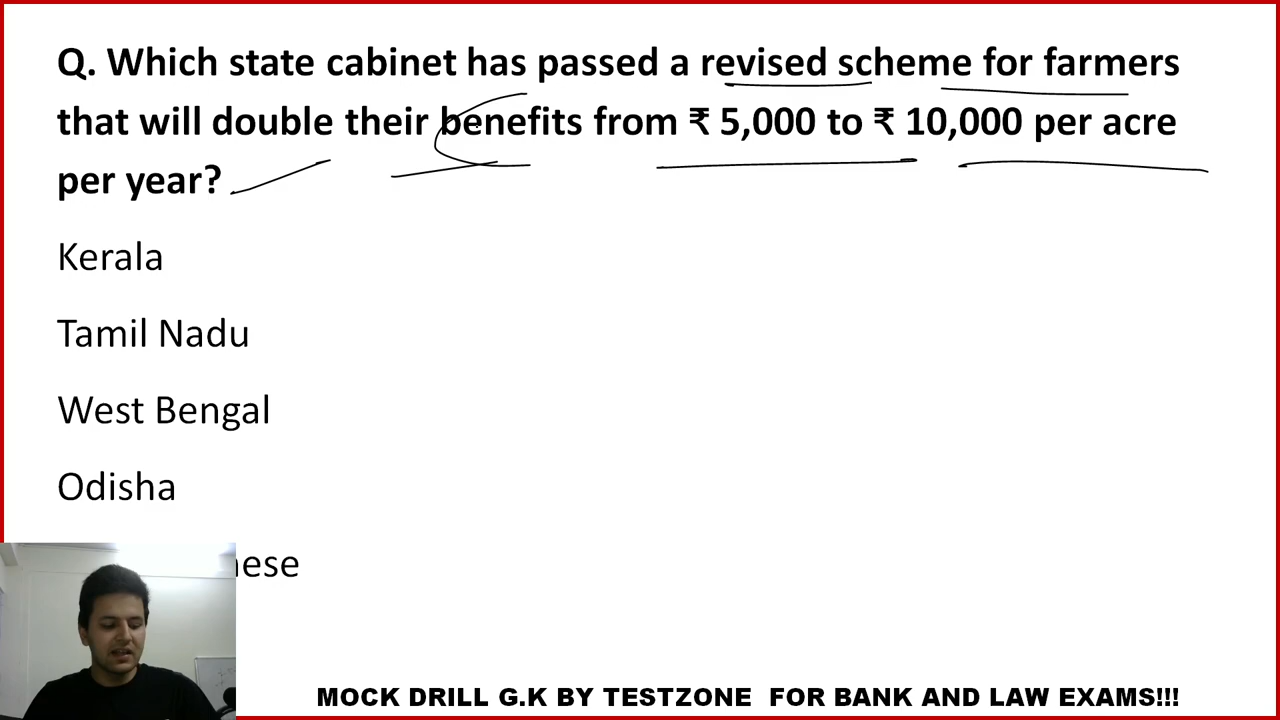 Q. Which state cabinet has passed a revised scheme for farmers
that will double their benefits from ₹ 5,000 to ₹ 10,000 per acre
per year?
Kerala
Tamil Nadu
West Bengal
Odisha
MOCK DRILL G.K BY TESTZONE FOR BANK AND LAW EXAMS!!!